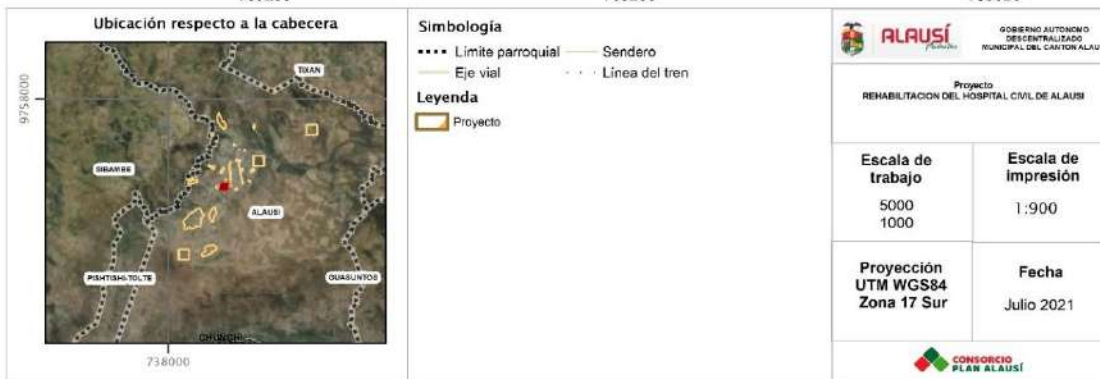 Ubicación respecto a la cabecera
9758000
TIXAN
SIBAMBE
ALAUSI
PISHTISHI-TOLTE
GUASUNTOS
CHUNCHI
738000
Simbología
Límite parroquial
Sendero
Eje vial
Línea del tren
Leyenda
Proyecto
ALAUSÍ
GOBIERNO AUTONOMO
DESCENTRALIZADO
MUNICIPAL DEL CANTON ALAU
Proyecto
REHABILITACION DEL HOSPITAL CIVIL DE ALAUSI
Escala de
trabajo
5000
1000
Escala de
impresión
1:900
Proyección
UTM WGS84
Zona 17 Sur
Fecha
Julio 2021
CONSORCIO
PLAN ALAUSÍ